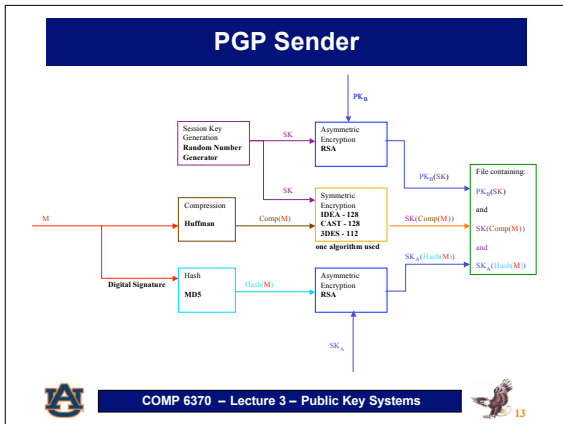 PGP Sender
PK_B
Session Key
Generation
Random Number
Generator
SK
Asymmetric
Encryption
RSA
PK_B(SK)
File containing:
PK_B(SK)
and
SK(Comp(M))
and
SK_A(Hash(M))
SK
Compression
Huffman
Comp(M)
Symmetric
Encryption
IDEA - 128
CAST - 128
3DES - 112
one algorithm used
SK(Comp(M))
M
Digital Signature
Hash
MD5
Hash(M)
Asymmetric
Encryption
RSA
SK_A(Hash(M))
SK_A
AU
COMP 6370 – Lecture 3 – Public Key Systems
13